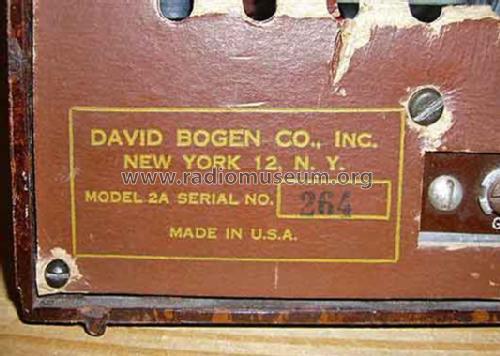 DAVID BOGEN CO., INC.
NEW YORK 12, N. Y.
www.radiomuseum.org
MODEL 2A SERIAL NO. 264
MADE IN U.S.A.
G